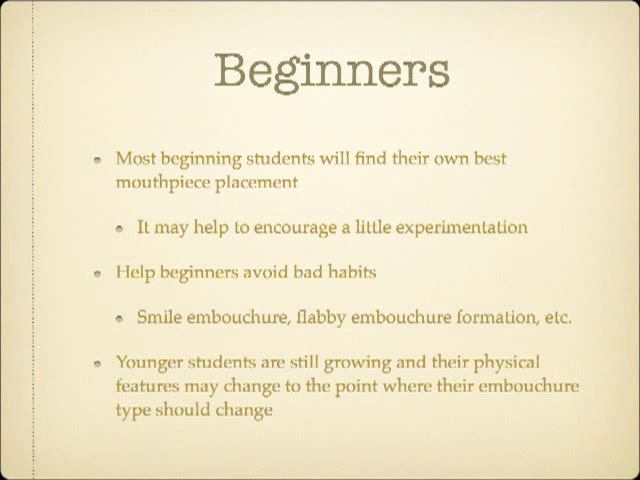 Beginners
Most beginning students will find their own best
mouthpiece placement
It may help to encourage a little experimentation
Help beginners avoid bad habits
Smile embouchure, flabby embouchure formation, etc.
Younger students are still growing and their physical
features may change to the point where their embouchure
type should change